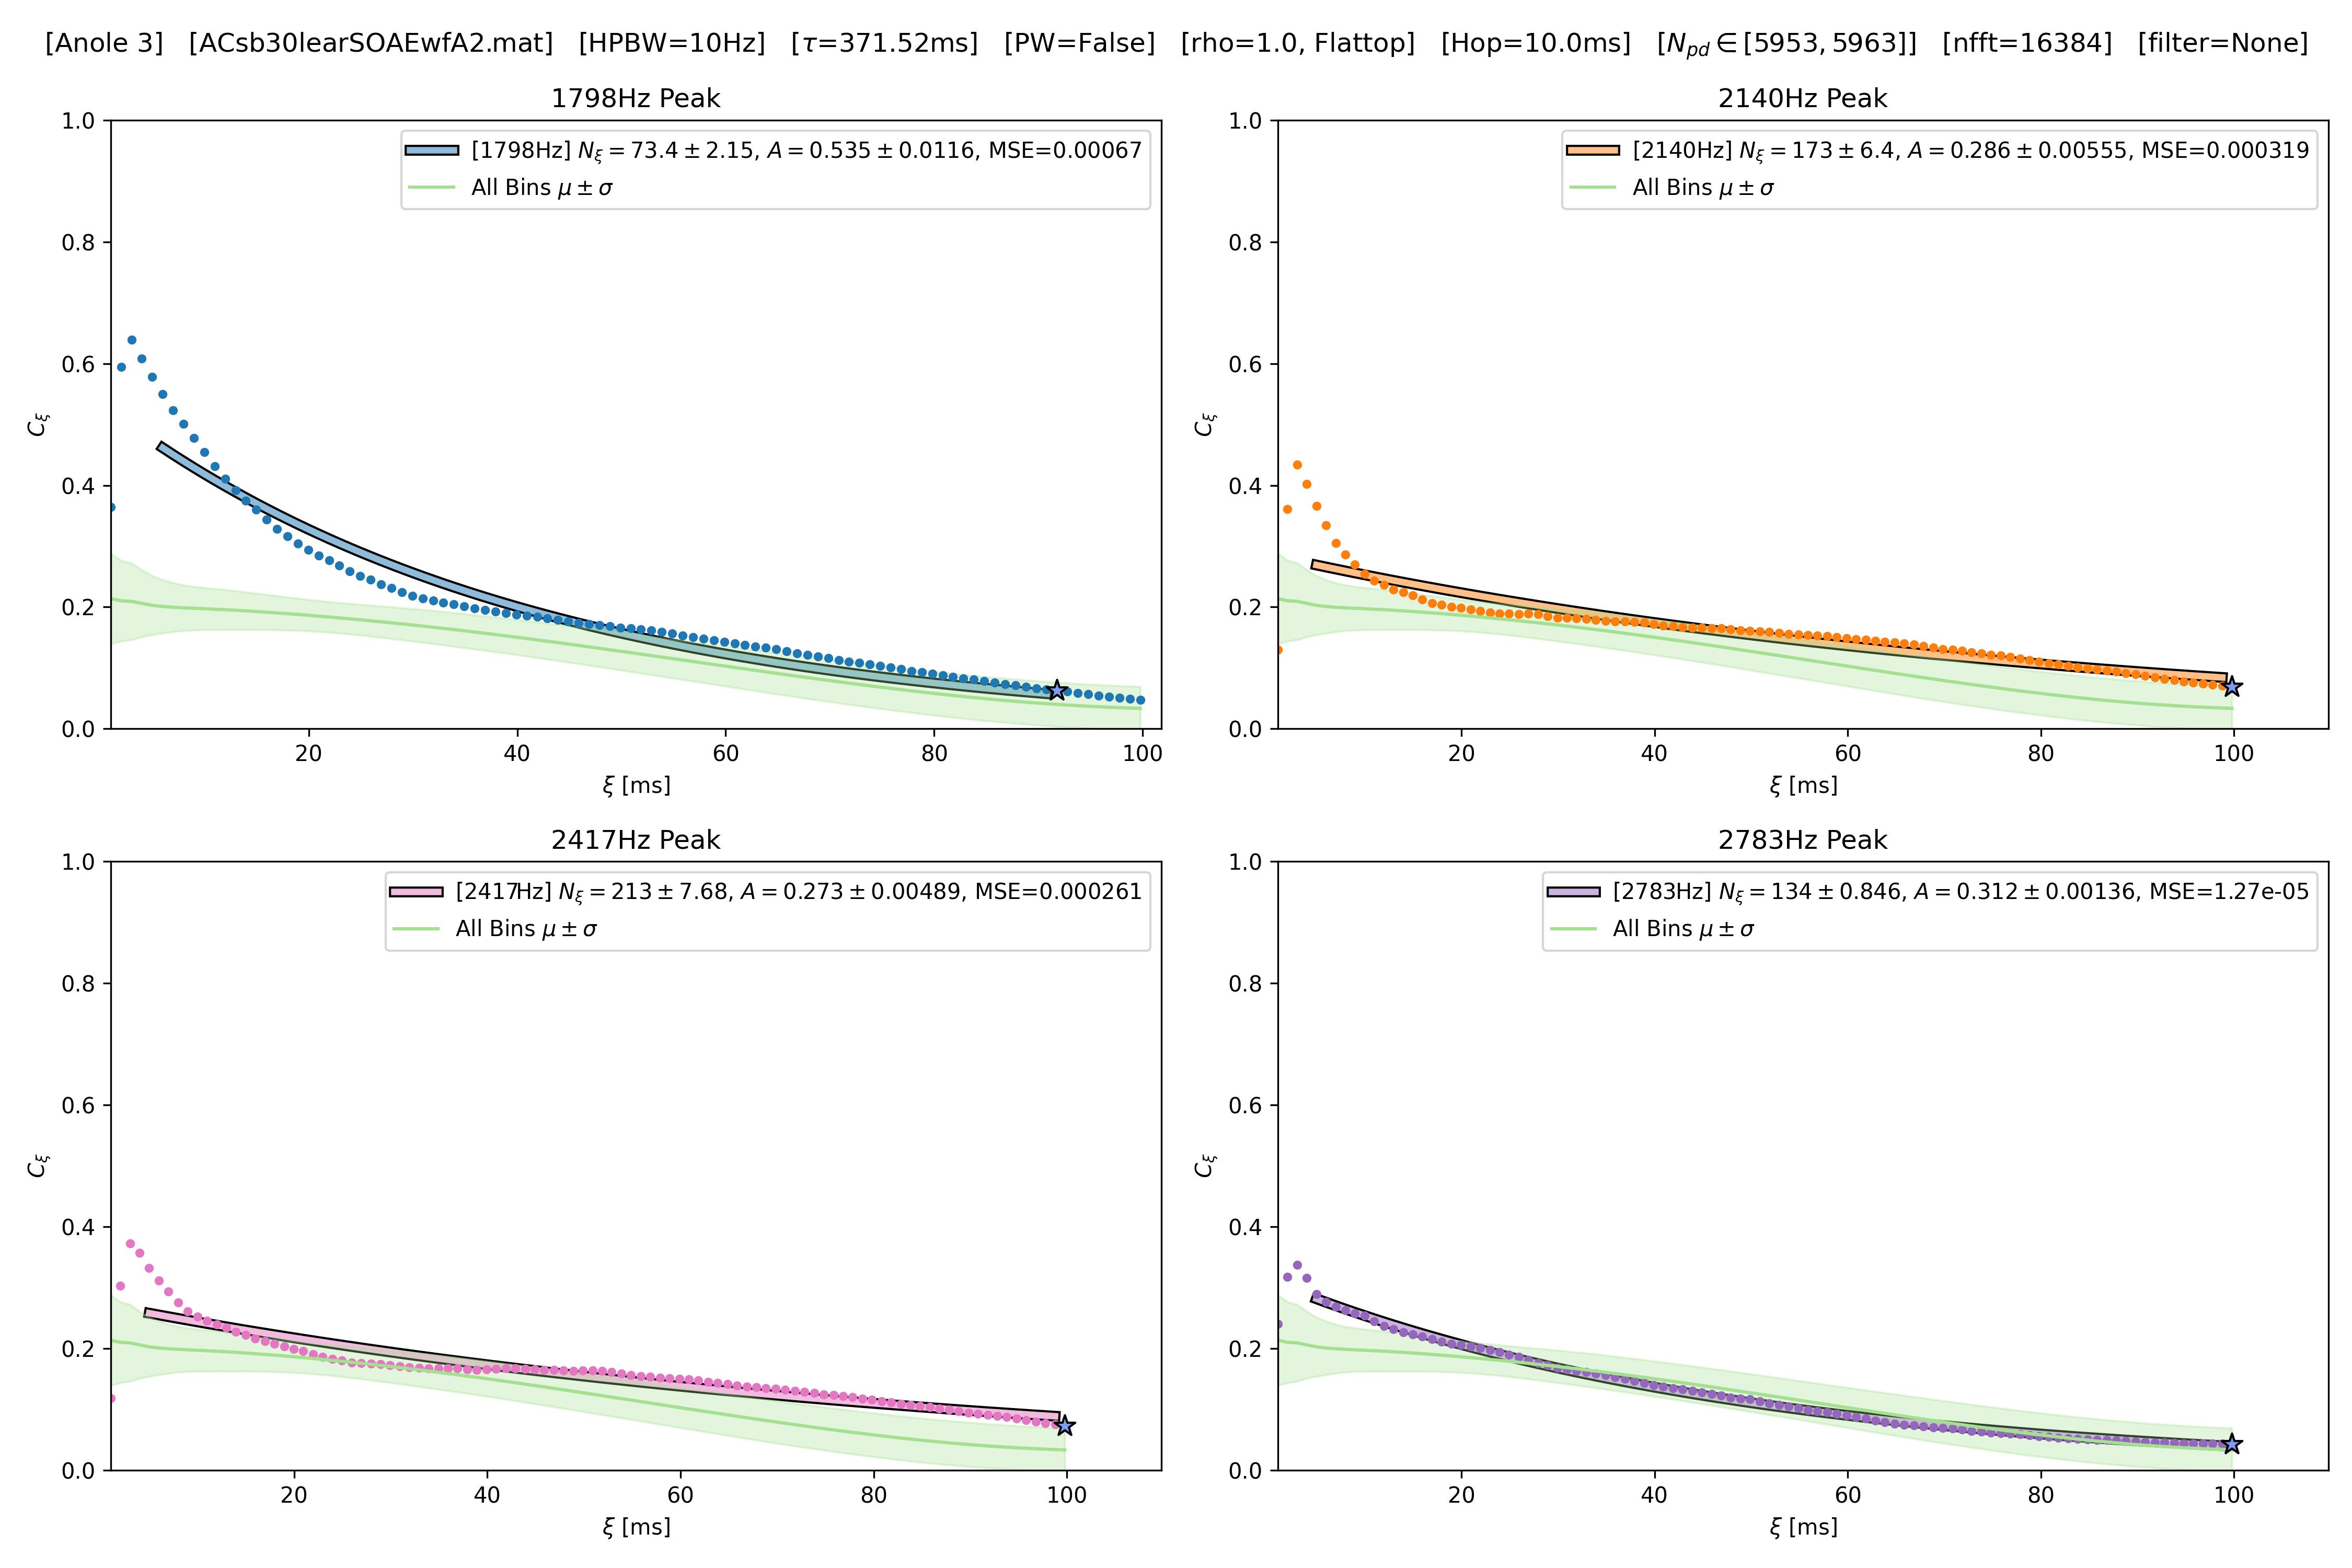 [Anole 3] [ACsb30learSOAEwfA2.mat] [HPBW=10Hz] [τ=371.52ms] [PW=False] [rho=1.0, Flattop] [Hop=10.0ms] [N_pd ∈ [5953, 5963]] [nfft=16384] [filter=None]
1798Hz Peak
[1798Hz] N_ξ = 73.4 ± 2.15, A = 0.535 ± 0.0116, MSE=0.00067
All Bins μ ± σ
1.0
0.8
0.6
0.4
0.2
0.0
C_ξ
20 40 60 80 100
ξ [ms]
2140Hz Peak
[2140Hz] N_ξ = 173 ± 6.4, A = 0.286 ± 0.00555, MSE=0.000319
All Bins μ ± σ
1.0
0.8
0.6
0.4
0.2
0.0
C_ξ
20 40 60 80 100
ξ [ms]
2417Hz Peak
[2417Hz] N_ξ = 213 ± 7.68, A = 0.273 ± 0.00489, MSE=0.000261
All Bins μ ± σ
1.0
0.8
0.6
0.4
0.2
0.0
C_ξ
20 40 60 80 100
ξ [ms]
2783Hz Peak
[2783Hz] N_ξ = 134 ± 0.846, A = 0.312 ± 0.00136, MSE=1.27e-05
All Bins μ ± σ
1.0
0.8
0.6
0.4
0.2
0.0
C_ξ
20 40 60 80 100
ξ [ms]